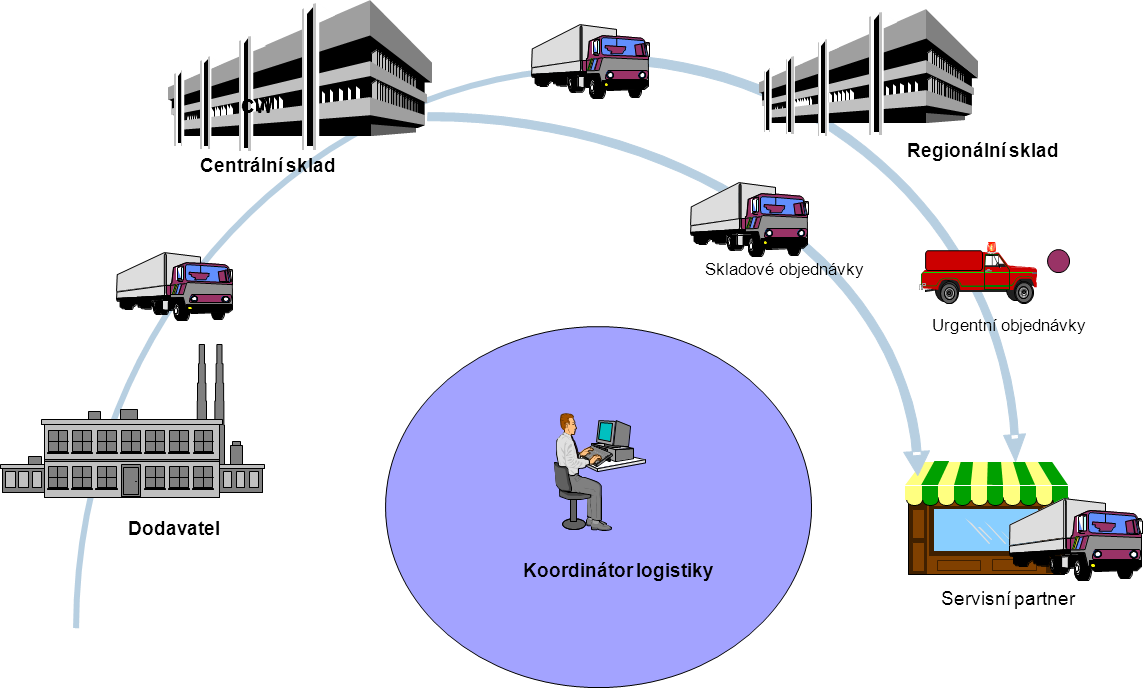 CW
Centrální sklad
Regionální sklad
Skladové objednávky
Urgentní objednávky
Dodavatel
Koordinátor logistiky
Servisní partner